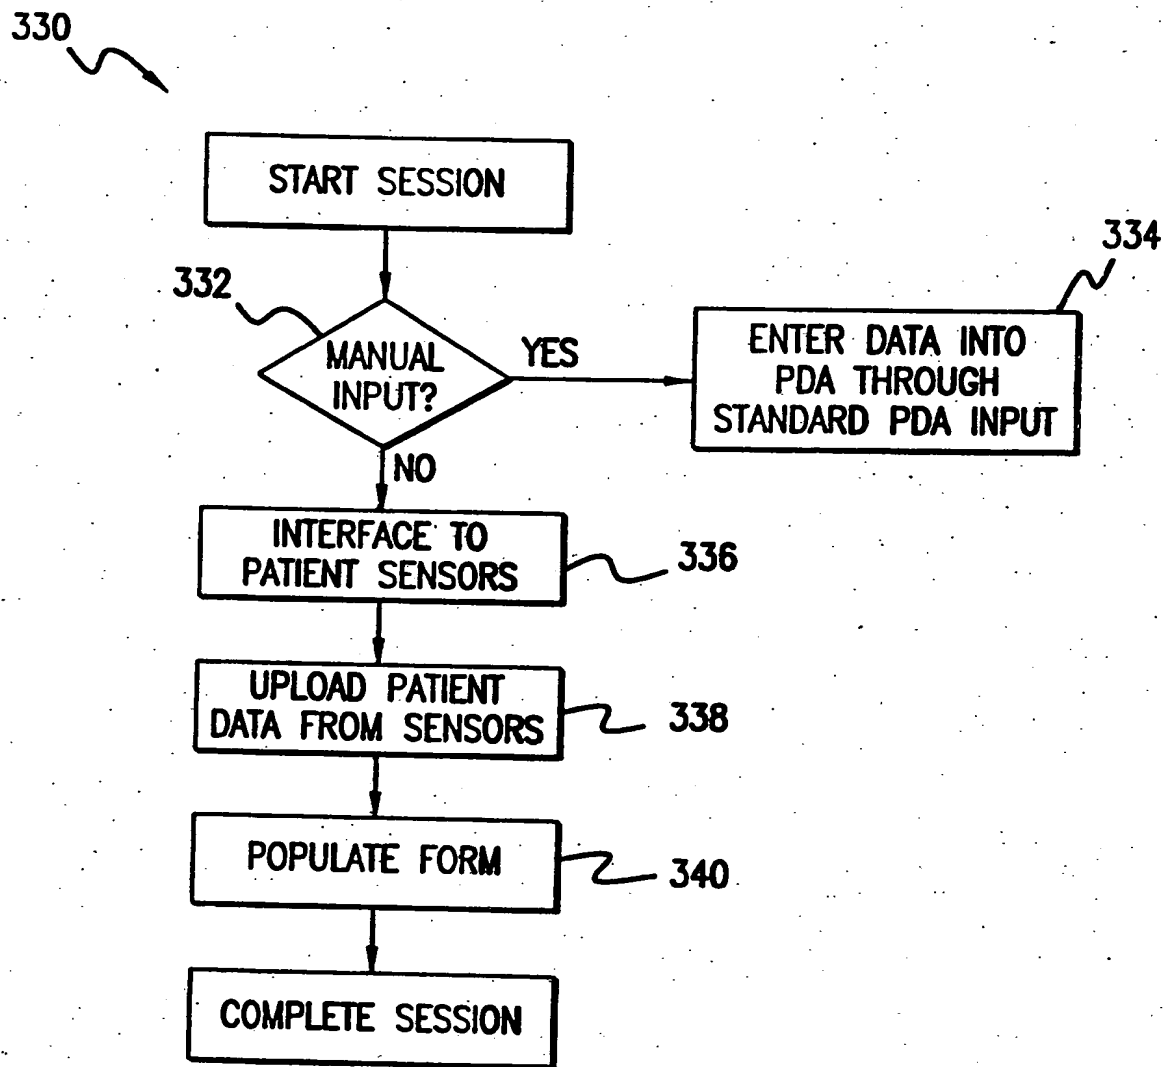 330
START SESSION
334
332
MANUAL
INPUT?
YES
ENTER DATA INTO
PDA THROUGH
STANDARD PDA INPUT
NO
INTERFACE TO
PATIENT SENSORS
336
UPLOAD PATIENT
DATA FROM SENSORS
338
POPULATE FORM
340
COMPLETE SESSION